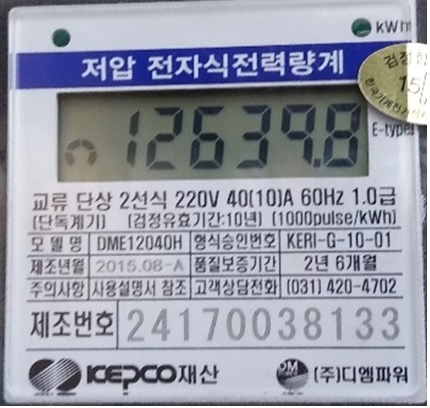 kWh
저압 전자식전력량계
검정
15
12639.8
E-type
교류 단상 2선식 220V 40(10)A 60Hz 1.0급
(단독계기) (검정유효기간:10년) (1000pulse/kWh)
모 델 명 DME12040H 형식승인번호 KERI-G-10-01
제조년월 2015.08-A 품질보증기간 2년 6개월
주의사항 사용설명서 참조 고객상담전화 (031) 420-4702
제조번호 24170038133
KEPCO재산 DM (주)디엠파워